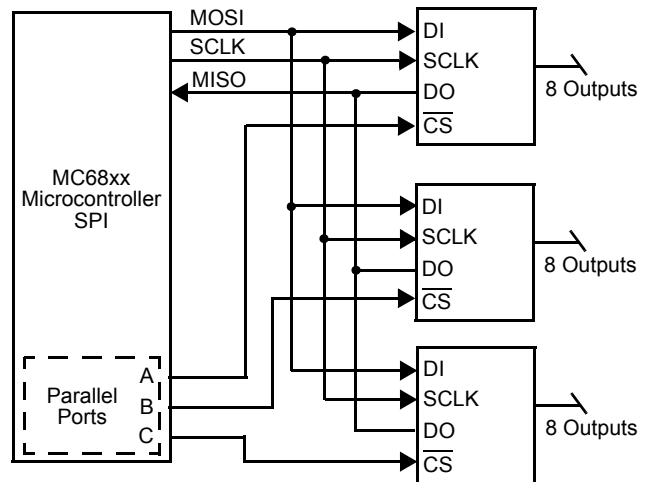 MOSI
SCLK
MISO
MC68xx
Microcontroller
SPI
Parallel
Ports
A
B
C
DI
SCLK
DO
CS
8 Outputs
DI
SCLK
DO
CS
8 Outputs
DI
SCLK
DO
CS
8 Outputs